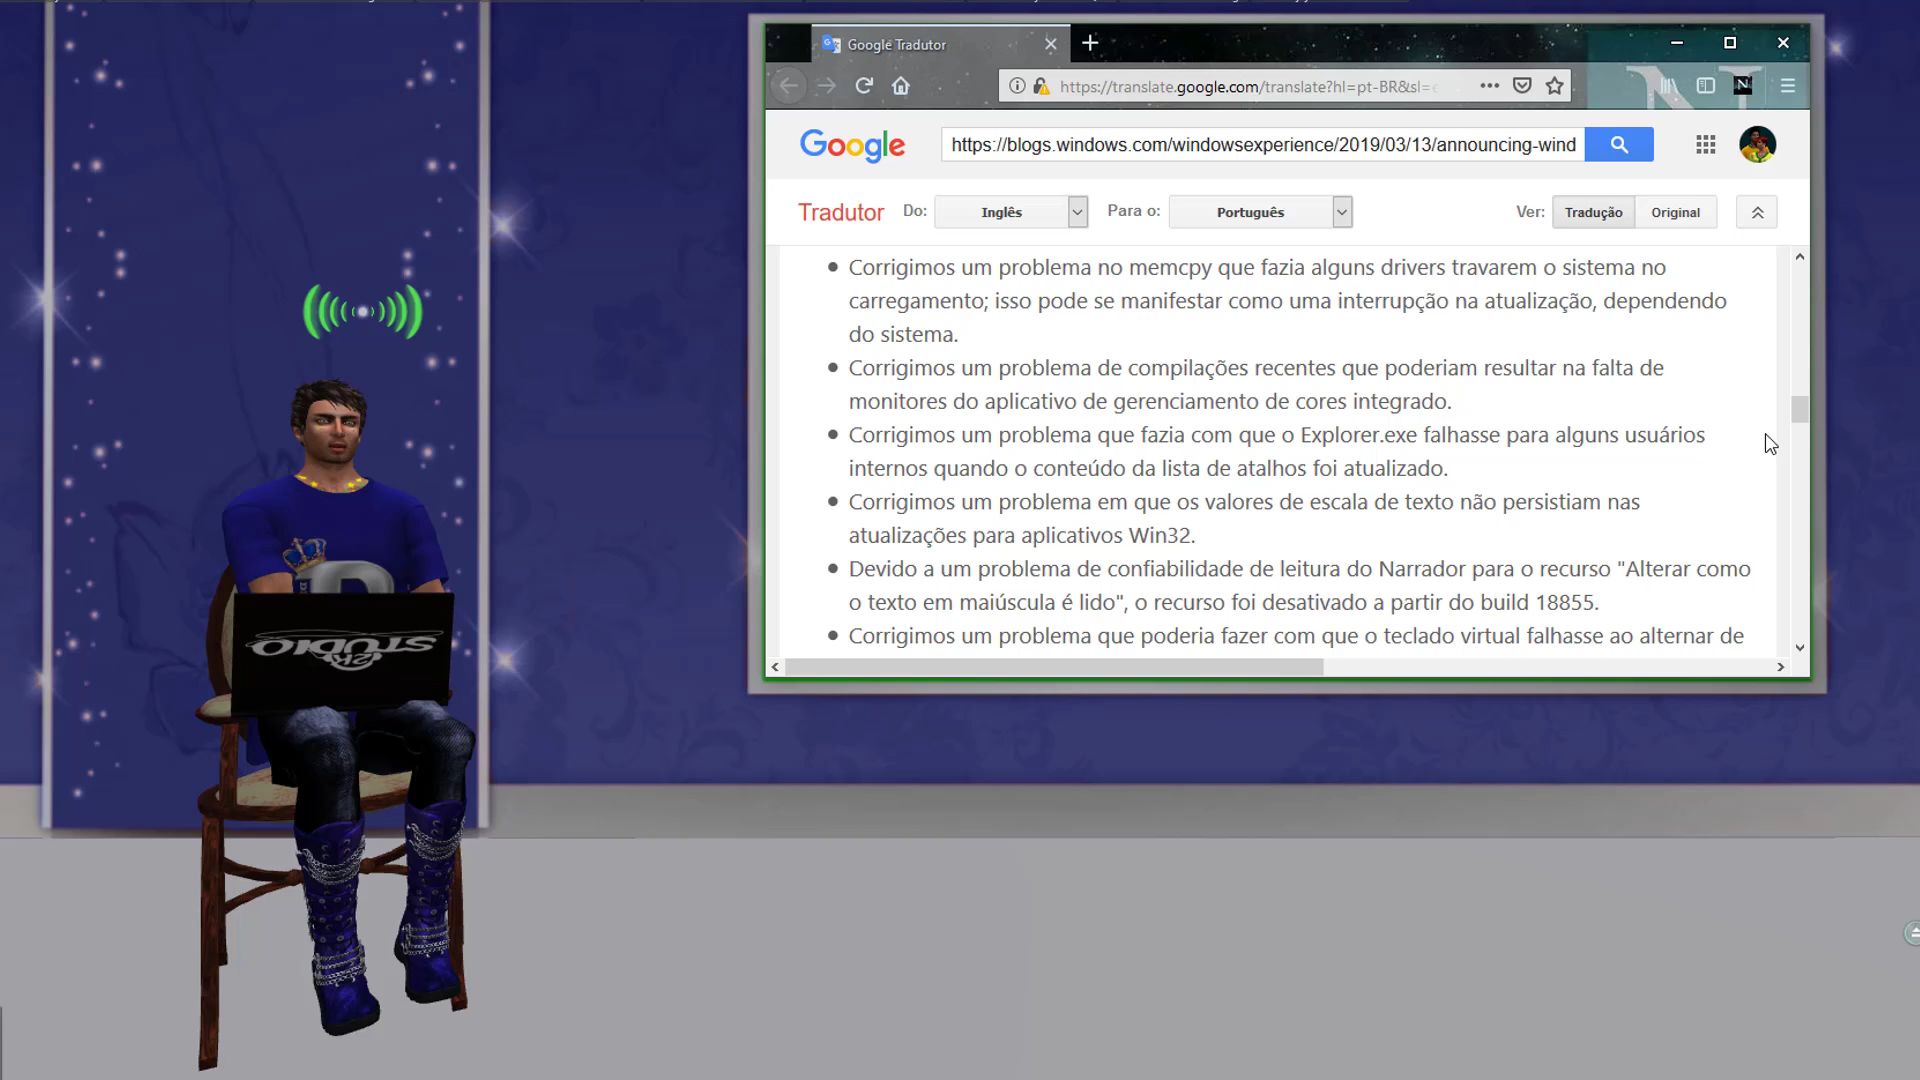 Google Tradutor
https://translate.google.com/translate?hl=pt-BR&sl=e
Google
https://blogs.windows.com/windowsexperience/2019/03/13/announcing-wind
Tradutor Do: Inglês Para o: Português Ver: Tradução Original
Corrigimos um problema no memcpy que fazia alguns drivers travarem o sistema no
carregamento; isso pode se manifestar como uma interrupção na atualização, dependendo
do sistema.
Corrigimos um problema de compilações recentes que poderiam resultar na falta de
monitores do aplicativo de gerenciamento de cores integrado.
Corrigimos um problema que fazia com que o Explorer.exe falhasse para alguns usuários
internos quando o conteúdo da lista de atalhos foi atualizado.
Corrigimos um problema em que os valores de escala de texto não persistiam nas
atualizações para aplicativos Win32.
Devido a um problema de confiabilidade de leitura do Narrador para o recurso "Alterar como
o texto em maiúscula é lido", o recurso foi desativado a partir do build 18855.
Corrigimos um problema que poderia fazer com que o teclado virtual falhasse ao alternar de
STUDIO